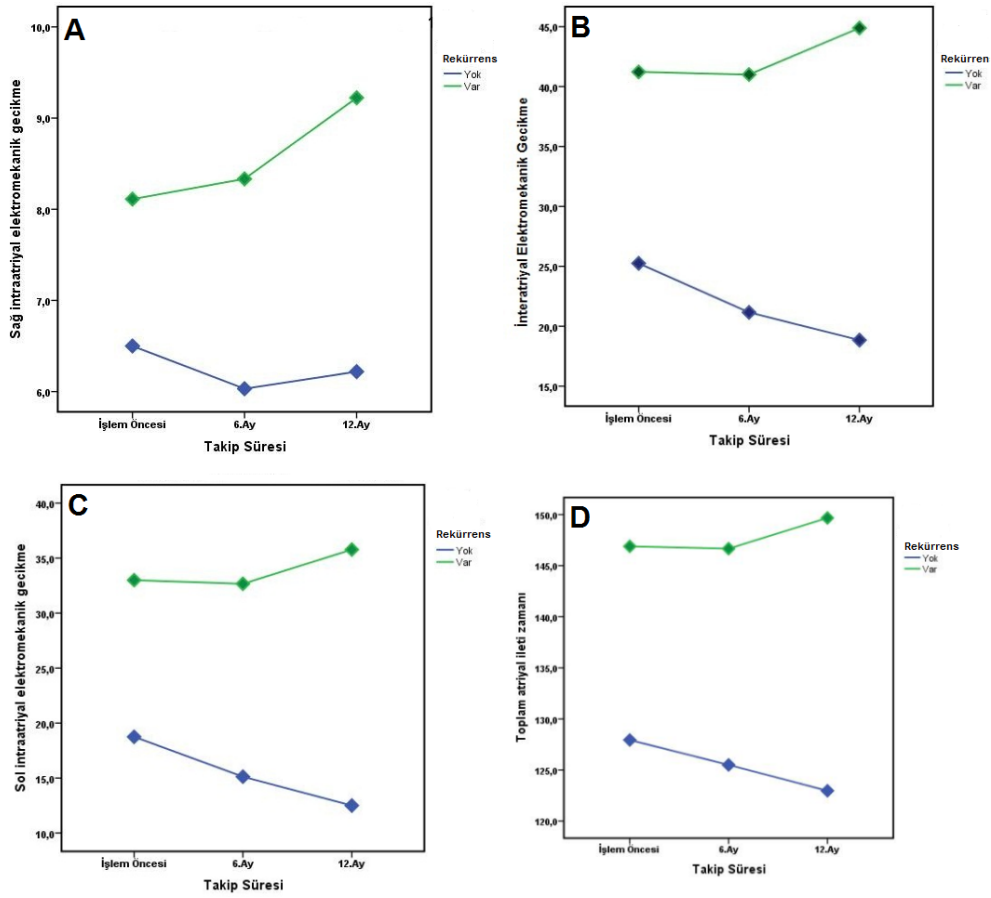 A
Sağ intraatriyal elektromekanik gecikme
10,0
9,0
8,0
7,0
6,0
İşlem Öncesi
6.Ay
12.Ay
Takip Süresi
Rekürrens
Yok
Var
B
İnteratriyal Elektromekanik Gecikme
45,0
40,0
35,0
30,0
25,0
20,0
15,0
İşlem Öncesi
6.Ay
12.Ay
Takip Süresi
Rekürrens
Yok
Var
C
Sol intraatriyal elektromekanik gecikme
40,0
35,0
30,0
25,0
20,0
15,0
10,0
İşlem Öncesi
6.Ay
12.Ay
Takip Süresi
Rekürrens
Yok
Var
D
Toplam atriyal ileti zamanı
150,0
145,0
140,0
135,0
130,0
125,0
120,0
İşlem Öncesi
6.Ay
12.Ay
Takip Süresi
Rekürrens
Yok
Var